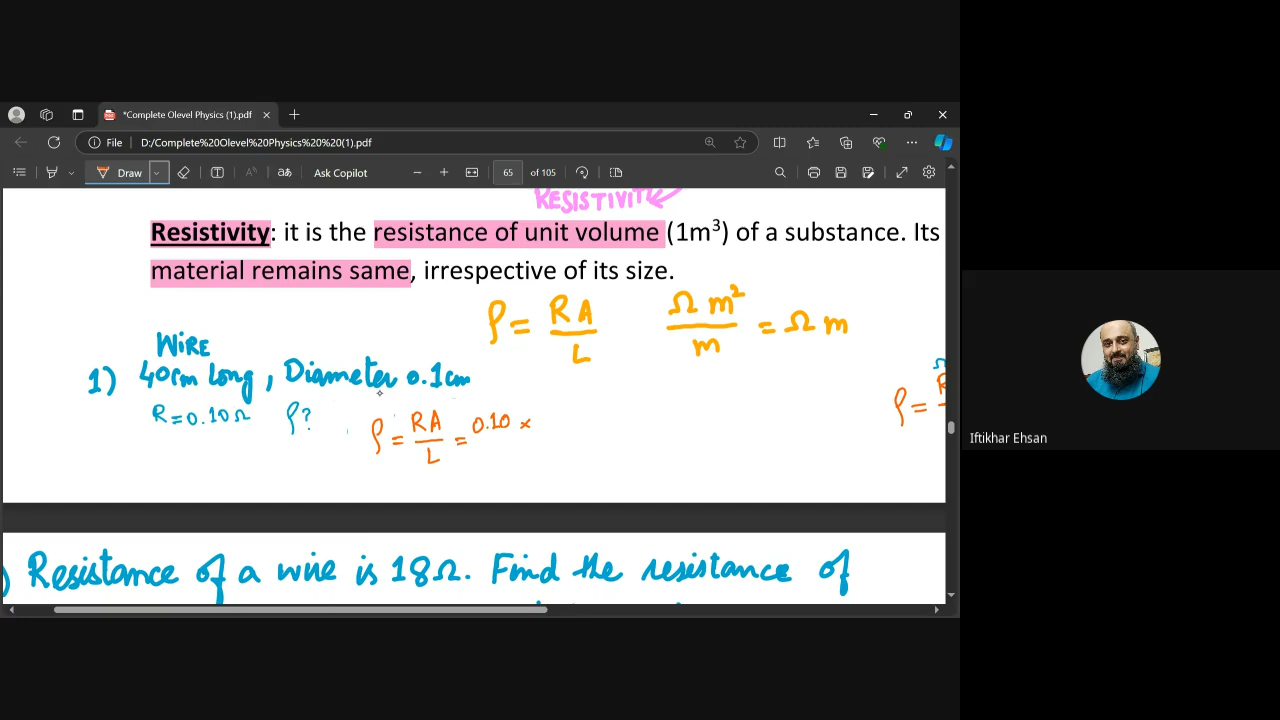 *Complete Olevel Physics (1).pdf
File D:/Complete%20Olevel%20Physics%20%20(1).pdf
Draw aあ Ask Copilot 65 of 105
RESISTIVITY
Resistivity: it is the resistance of unit volume (1m³) of a substance. Its
material remains same, irrespective of its size.
ρ = RA/L Ω m²/m = Ω m
WIRE
1) 40cm long, Diameter 0.1cm
R = 0.10Ω ρ? ρ = RA/L = 0.10 ×
ρ =
Iftikhar Ehsan
) Resistance of a wire is 18Ω. Find the resistance of